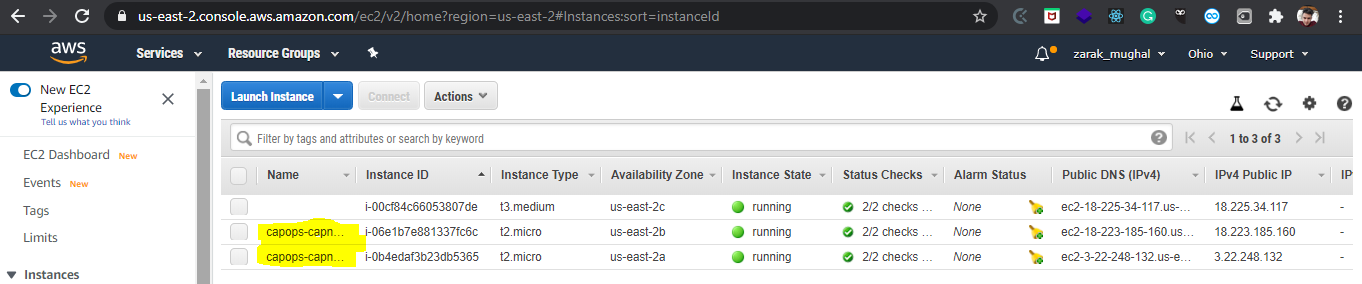 us-east-2.console.aws.amazon.com/ec2/v2/home?region=us-east-2#Instances:sort=instanceId
aws Services Resource Groups zarak_mughal Ohio Support
New EC2 Experience
Tell us what you think
EC2 Dashboard New
Events New
Tags
Limits
Instances
Launch Instance Connect Actions
Filter by tags and attributes or search by keyword 1 to 3 of 3
Name Instance ID Instance Type Availability Zone Instance State Status Checks Alarm Status Public DNS (IPv4) IPv4 Public IP IP
i-00cf84c66053807de t3.medium us-east-2c running 2/2 checks ... None ec2-18-225-34-117.us-... 18.225.34.117 -
capops-capn... i-06e1b7e881337fc6c t2.micro us-east-2b running 2/2 checks ... None ec2-18-223-185-160.us... 18.223.185.160 -
capops-capn... i-0b4edaf3b23db5365 t2.micro us-east-2a running 2/2 checks ... None ec2-3-22-248-132.us-e... 3.22.248.132 -